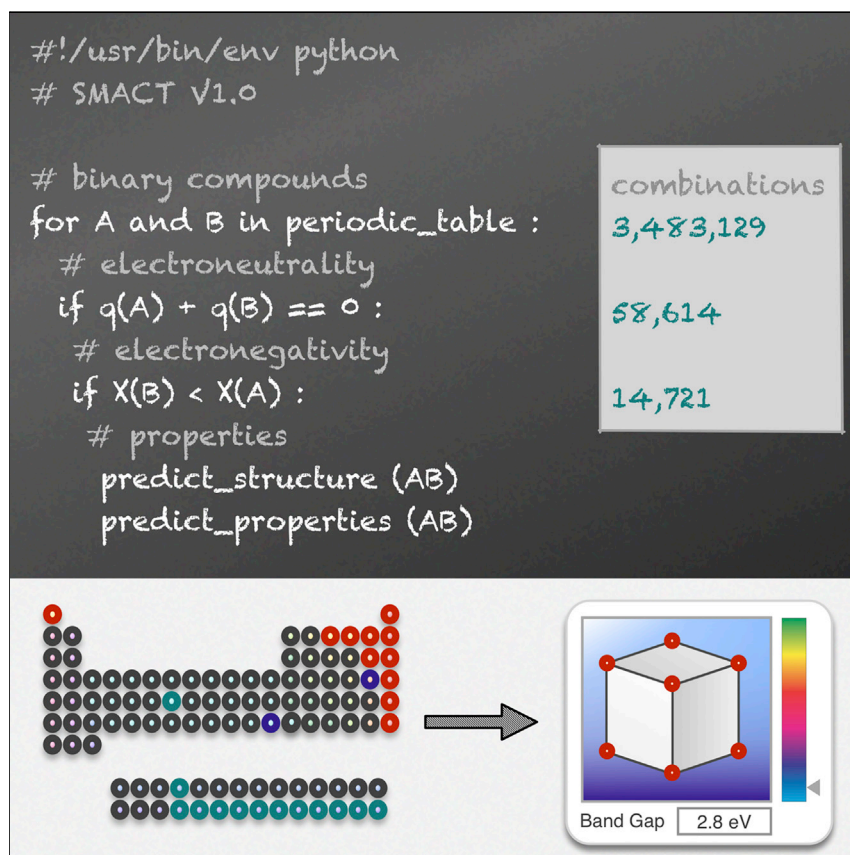 #!/usr/bin/env python
# SMACT V1.0
# binary compounds
for A and B in periodic_table :
# electroneutrality
if q(A) + q(B) == 0 :
# electronegativity
if X(B) < X(A) :
# properties
predict_structure (AB)
predict_properties (AB)
combinations
3,483,129
58,614
14,721
Band Gap
2.8 eV